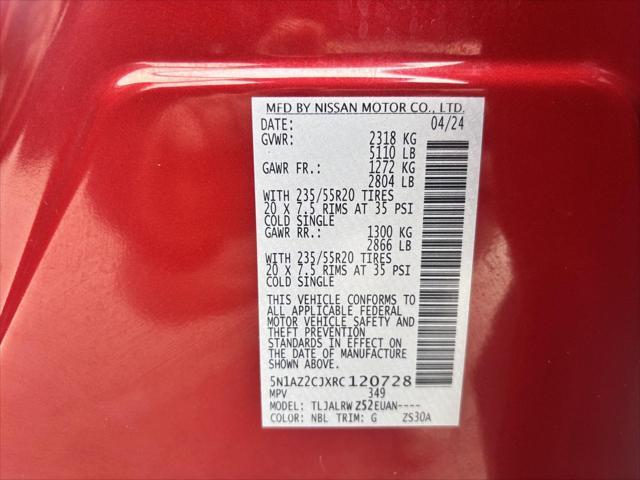 MFD BY NISSAN MOTOR CO., LTD.
DATE: 04/24
GVWR: 2318 KG
5110 LB
GAWR FR.: 1272 KG
2804 LB
WITH 235/55R20 TIRES
20 X 7.5 RIMS AT 35 PSI
COLD SINGLE
GAWR RR.: 1300 KG
2866 LB
WITH 235/55R20 TIRES
20 X 7.5 RIMS AT 35 PSI
COLD SINGLE
THIS VEHICLE CONFORMS TO
ALL APPLICABLE FEDERAL
MOTOR VEHICLE SAFETY AND
THEFT PREVENTION
STANDARDS IN EFFECT ON
THE DATE OF MANUFACTURE
SHOWN ABOVE.
5N1AZ2CJXRC120728
MPV 349
MODEL: TLJALRW Z52EUAN----
COLOR: NBL TRIM: G ZS30A